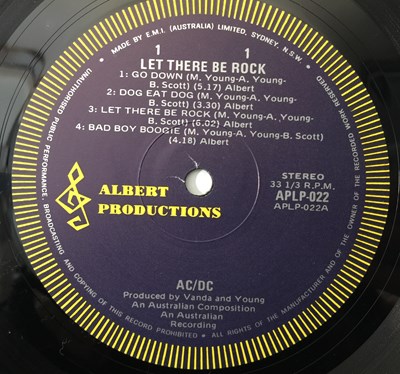 MADE BY E.M.I. (AUSTRALIA) LIMITED, SYDNEY, N.S.W.
1 1
LET THERE BE ROCK
1: GO DOWN (M. Young-A, Young-
B. Scott) (5.17) Albert
2: DOG EAT DOG (M. Young-A, Young-
B. Scott) (3.30) Albert
3: LET THERE BE ROCK (M. Young-A, Young-
B. Scott) (6.02) Albert
4: BAD BOY BOOGIE (M. Young-A, Young-B, Scott)
(4.18) Albert
STEREO
33 1/3 R.P.M.
APLP-022
APLP-022A
ALBERT
PRODUCTIONS
AC/DC
Produced by Vanda and Young
An Australian Composition
An Australian
Recording
UNAUTHORISED PUBLIC PERFORMANCE, BROADCASTING AND COPYING OF THIS RECORD PROHIBITED ★ ALL RIGHTS OF THE MANUFACTURER AND OF THE OWNER OF THE RECORDED WORK RESERVED